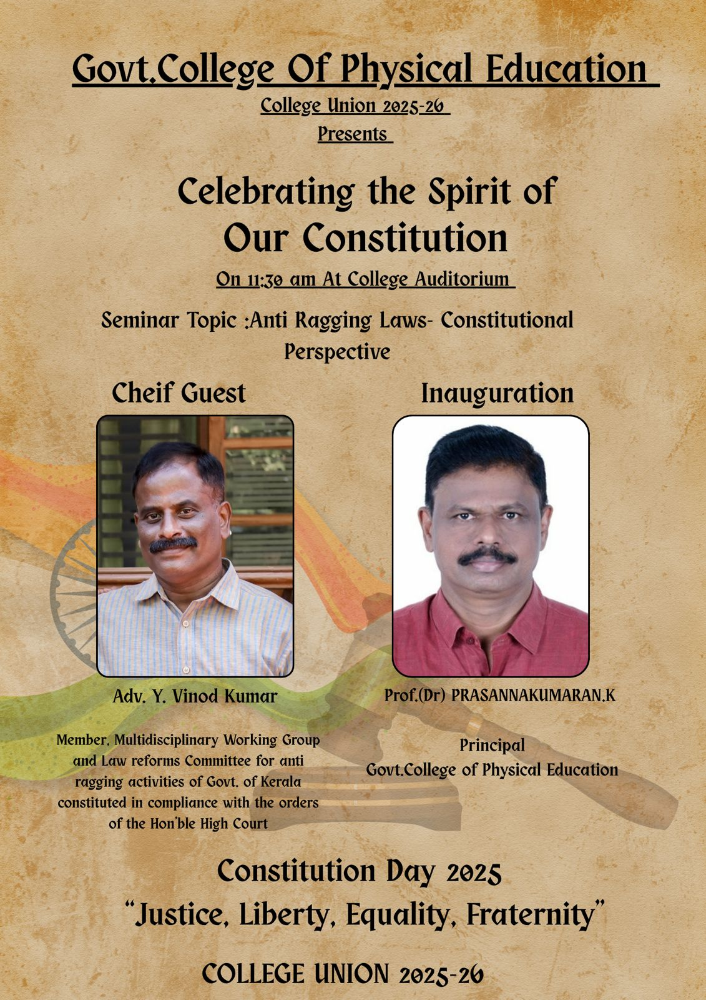 Govt.College Of Physical Education
College Union 2025-26
Presents
Celebrating the Spirit of
Our Constitution
On 11:30 am At College Auditorium
Seminar Topic :Anti Ragging Laws- Constitutional
Perspective
Cheif Guest
Inauguration
Adv. Y. Vinod Kumar
Prof.(Dr) PRASANNAKUMARAN.K
Member, Multidisciplinary Working Group
and Law reforms Committee for anti
ragging activities of Govt. of Kerala
constituted in compliance with the orders
of the Hon'ble High Court
Principal
Govt.College of Physical Education
Constitution Day 2025
“Justice, Liberty, Equality, Fraternity”
COLLEGE UNION 2025-26